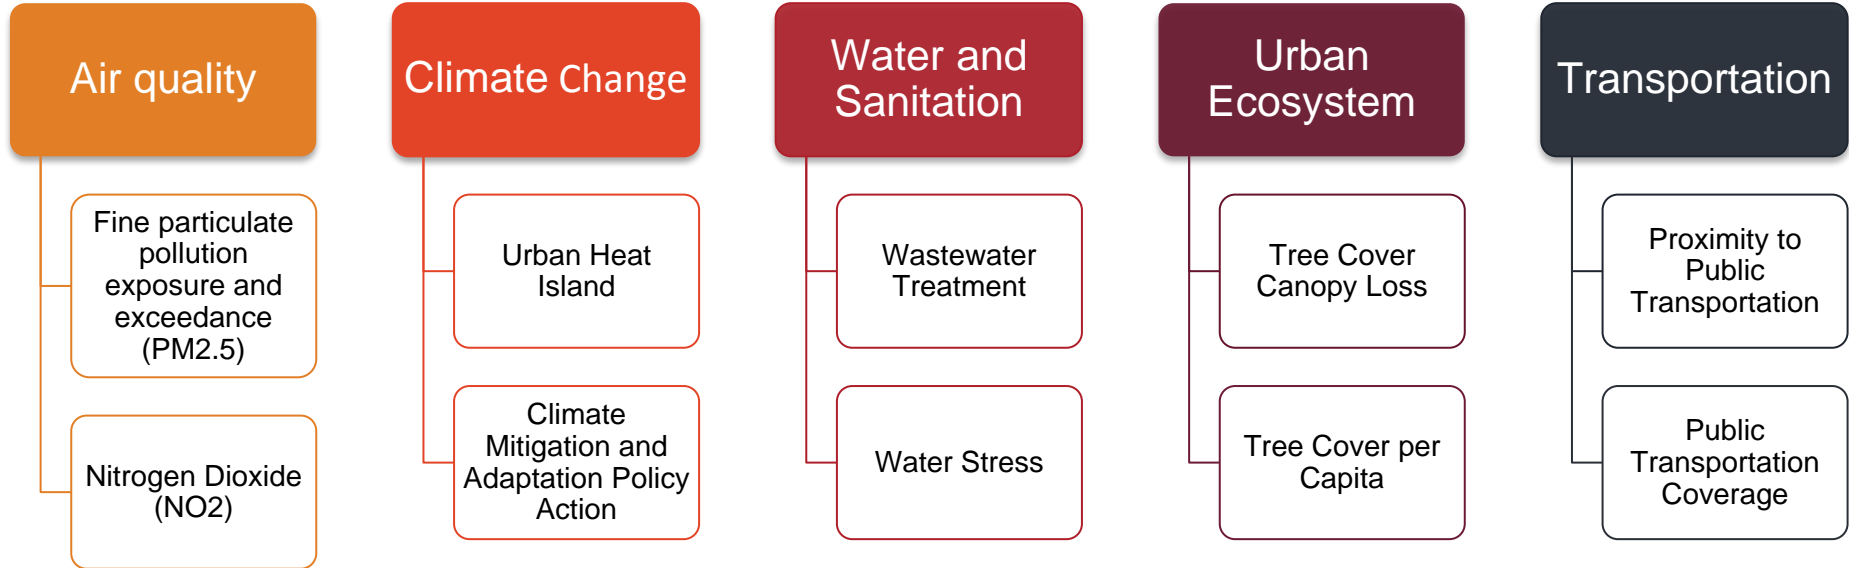 Air quality
Fine particulate
pollution
exposure and
exceedance
(PM2.5)
Nitrogen Dioxide
(NO2)
Climate Change
Urban Heat
Island
Climate
Mitigation and
Adaptation Policy
Action
Water and
Sanitation
Wastewater
Treatment
Water Stress
Urban
Ecosystem
Tree Cover
Canopy Loss
Tree Cover per
Capita
Transportation
Proximity to
Public
Transportation
Public
Transportation
Coverage